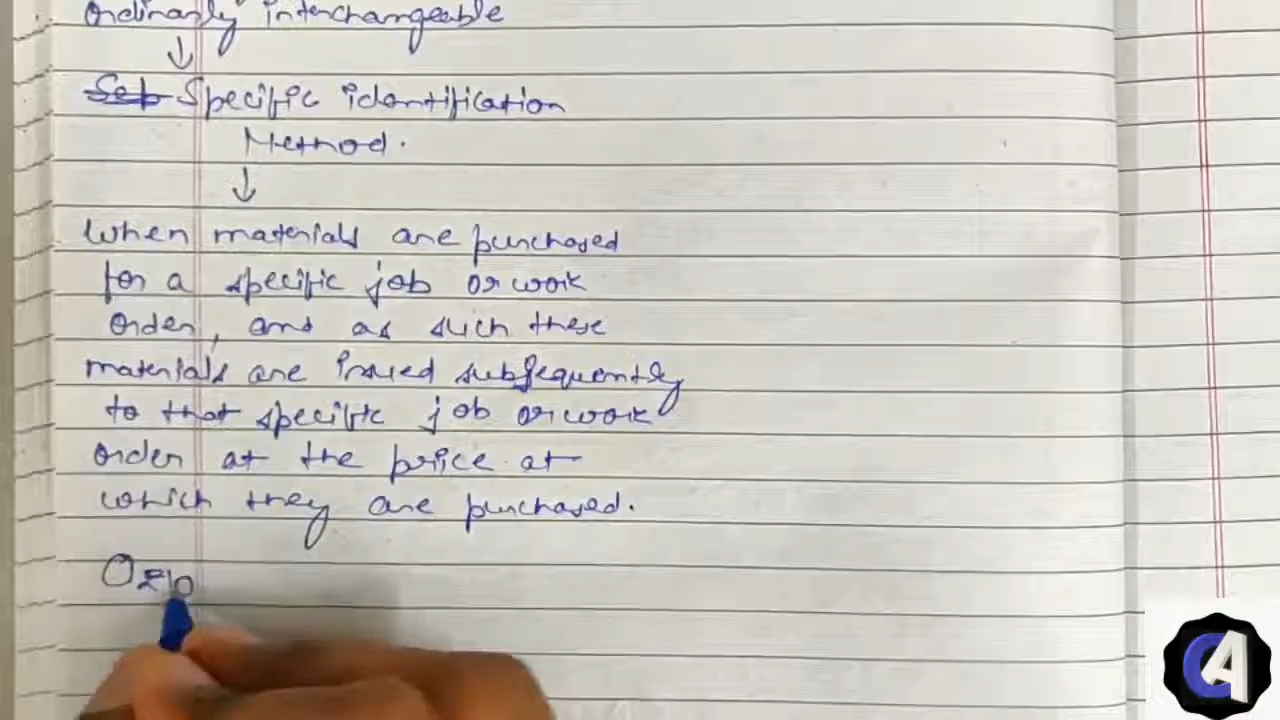 Ordinarily interchangeable
↓
Seb Specific identification
Method.
↓
When materials are purchased
for a specific job or work
order, and as such these
materials are issued subsequently
to that specific job or work
order at the price at
which they are purchased.
CA